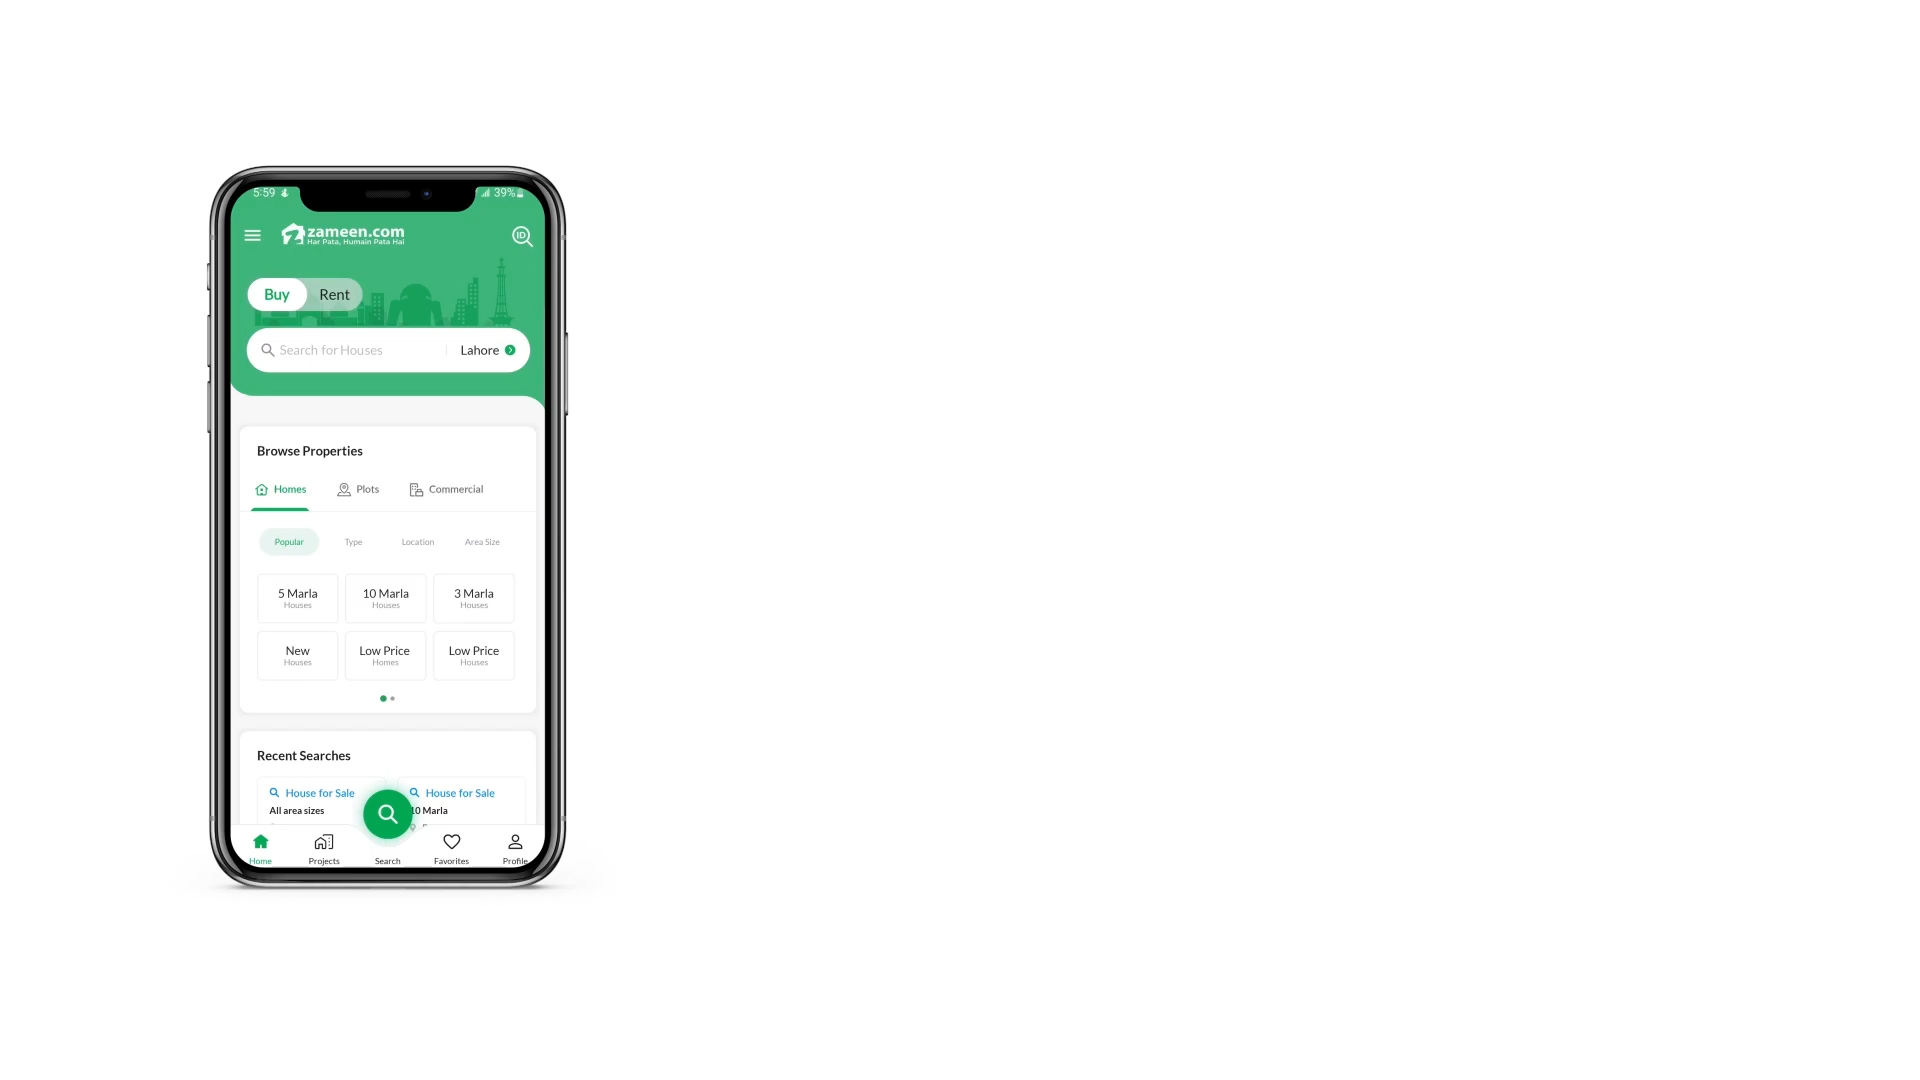 5:59
39%
zameen.com
Har Pata, Humain Pata Hai
ID
Buy
Rent
Search for Houses
Lahore
Browse Properties
Homes
Plots
Commercial
Popular
Type
Location
Area Size
5 Marla
Houses
10 Marla
Houses
3 Marla
Houses
New
Houses
Low Price
Homes
Low Price
Houses
Recent Searches
House for Sale
All area sizes
House for Sale
10 Marla
Home
Projects
Search
Favorites
Profile